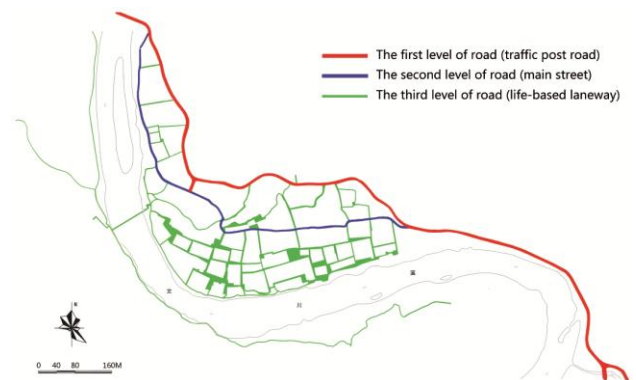 The first level of road (traffic post road)
The second level of road (main street)
The third level of road (life-based laneway)
N
0 40 80 160M
川